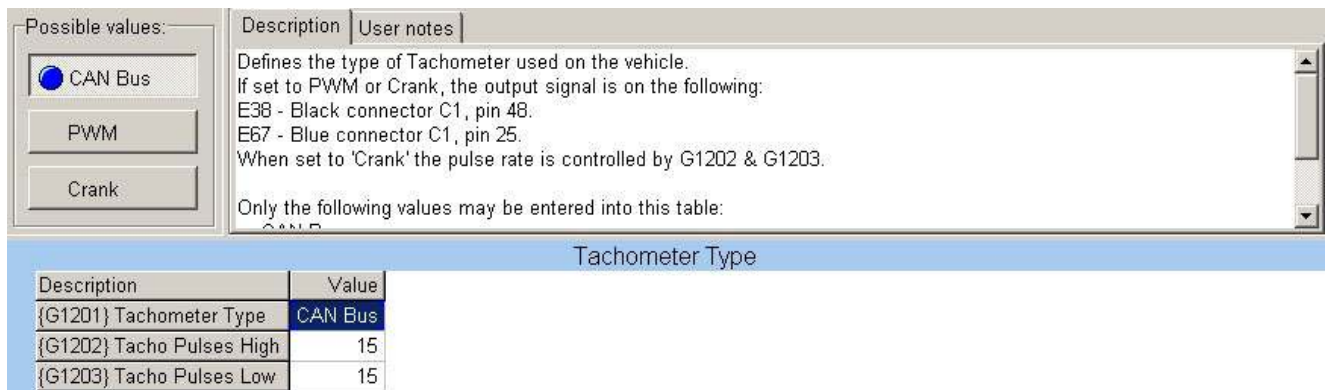 Possible values:
CAN Bus
PWM
Crank
Description
User notes
Defines the type of Tachometer used on the vehicle.
If set to PWM or Crank, the output signal is on the following:
E38 - Black connector C1, pin 48.
E67 - Blue connector C1, pin 25.
When set to 'Crank' the pulse rate is controlled by G1202 & G1203.
Only the following values may be entered into this table:
Tachometer Type
Description Value
{G1201} Tachometer Type CAN Bus
{G1202} Tacho Pulses High 15
{G1203} Tacho Pulses Low 15